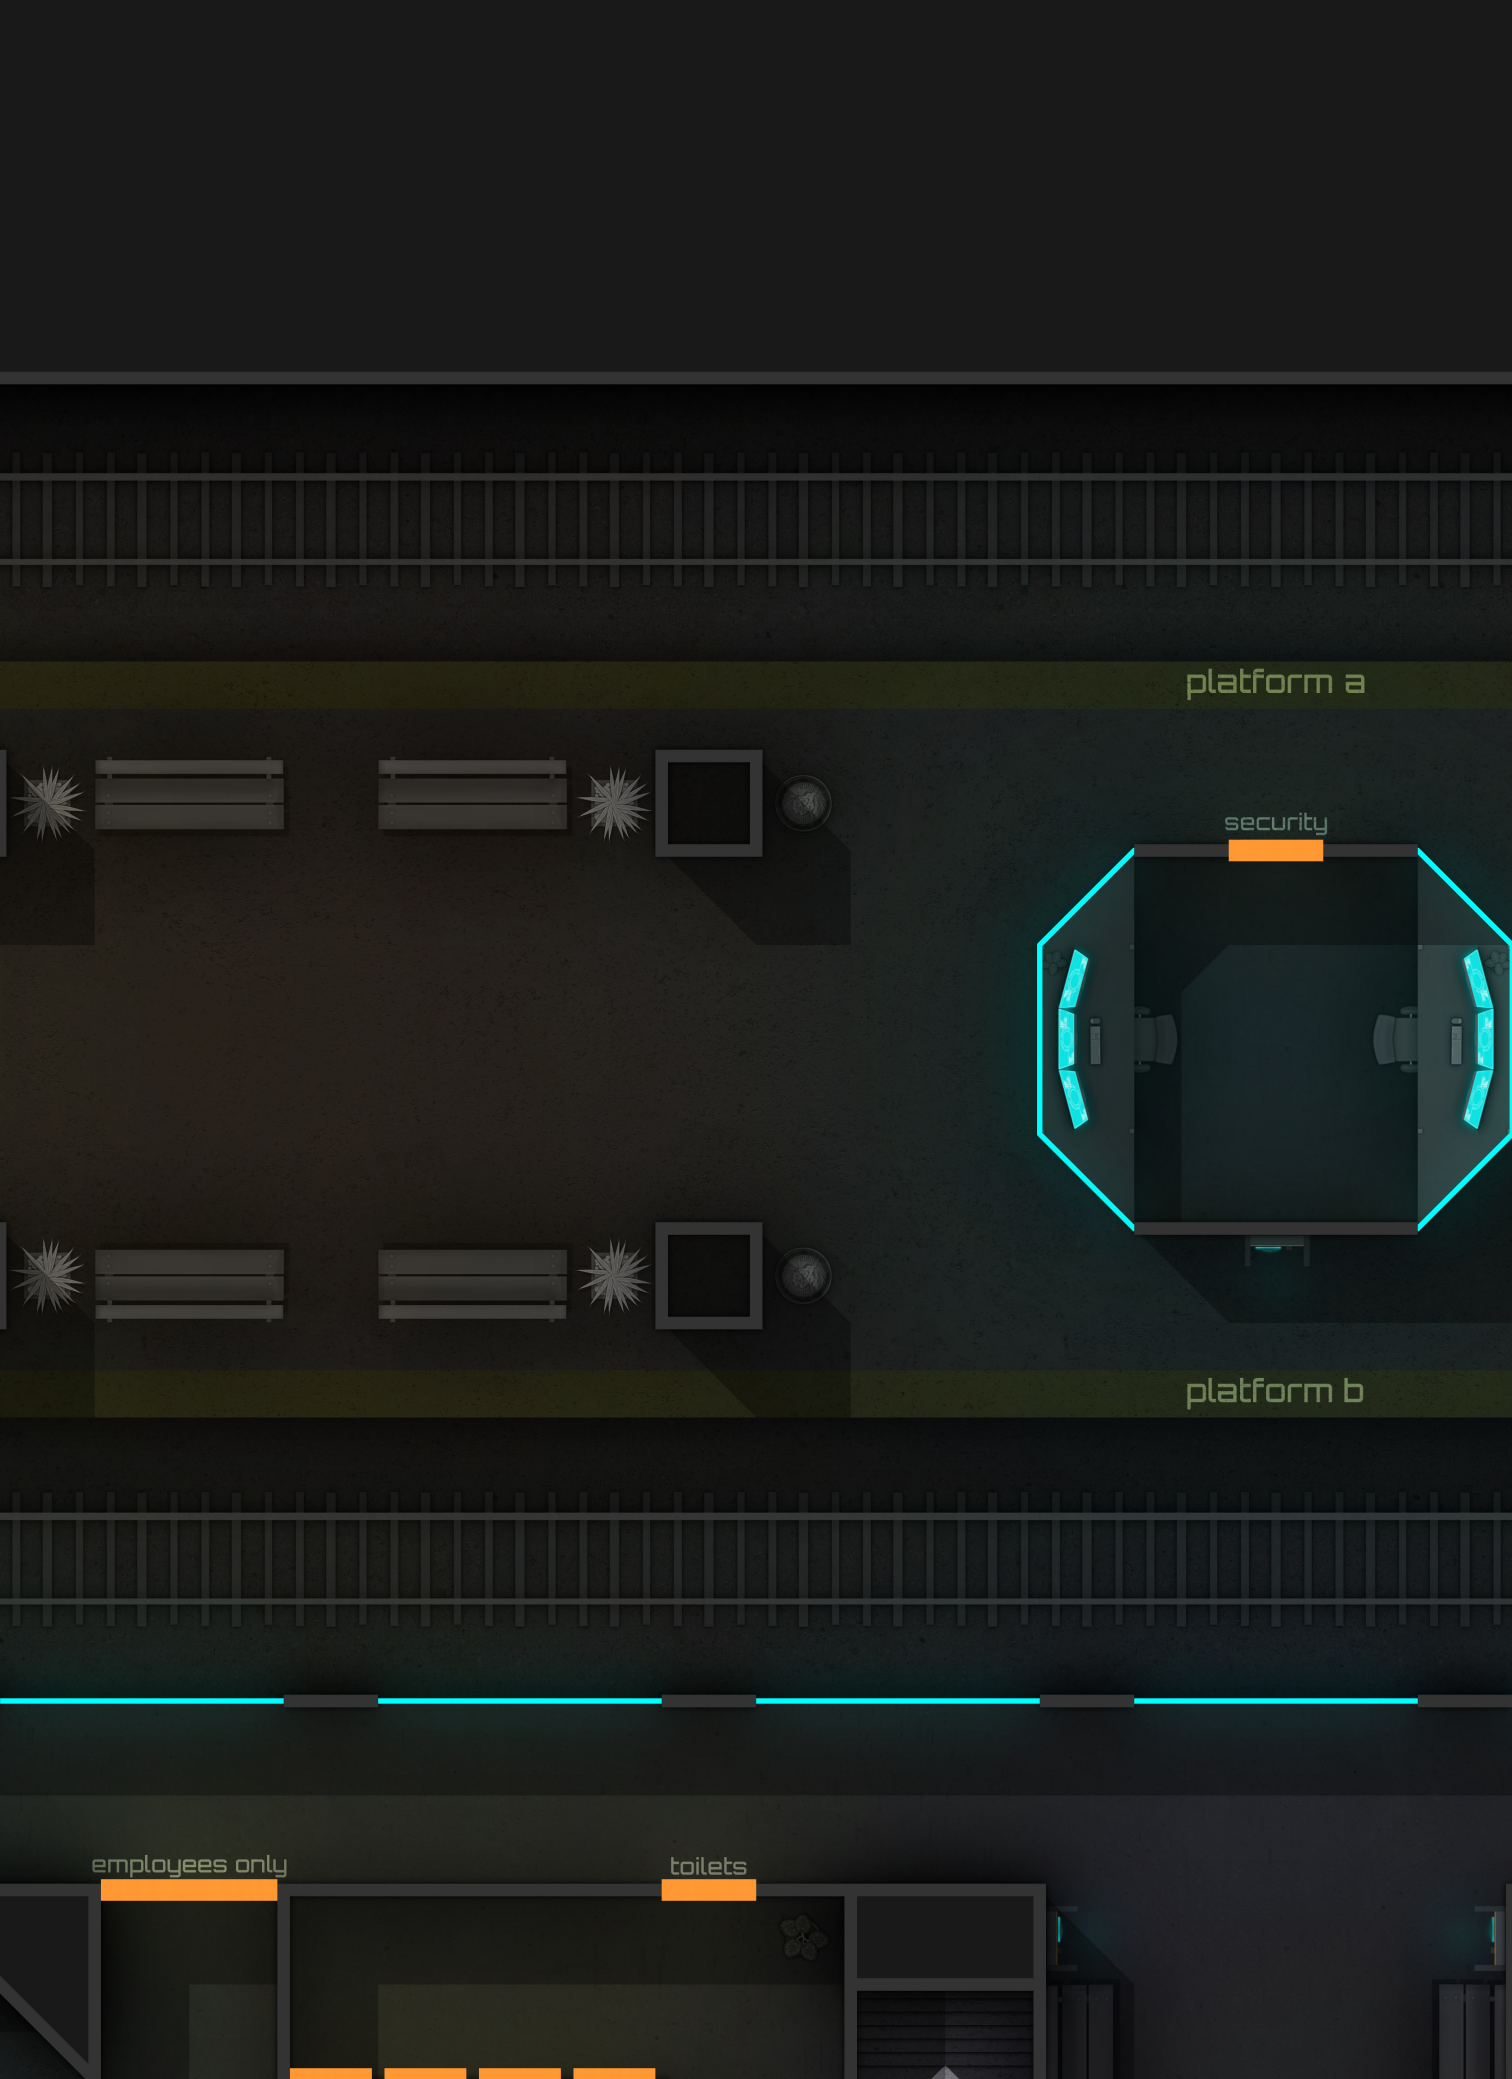 platform a
security
platform b
employees only
toilets